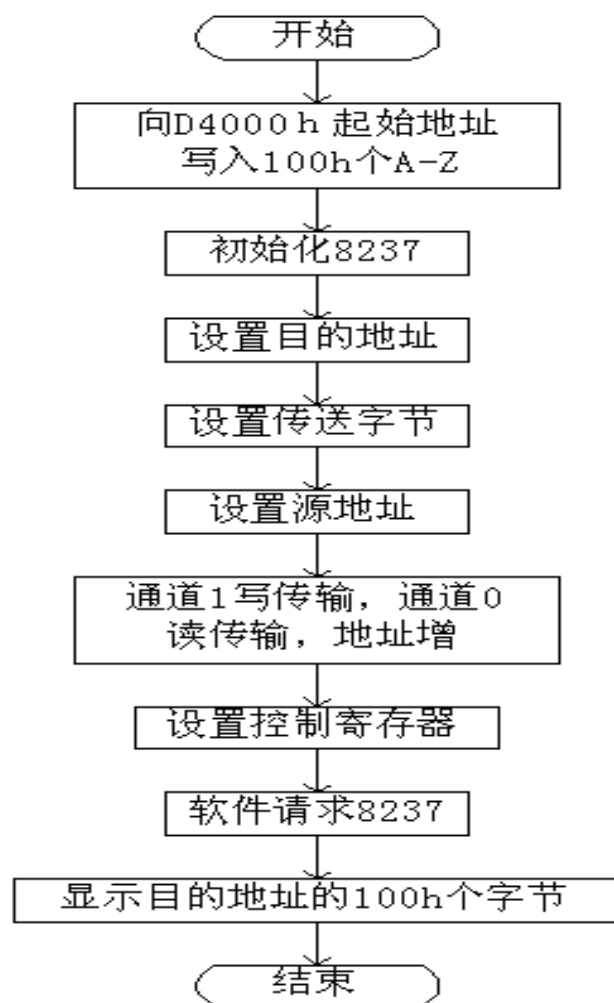 开始
向D4000h 起始地址
写入100h个A-Z
初始化8237
设置目的地址
设置传送字节
设置源地址
通道1写传输，通道0
读传输，地址增
设置控制寄存器
软件请求8237
显示目的地址的100h个字节
结束